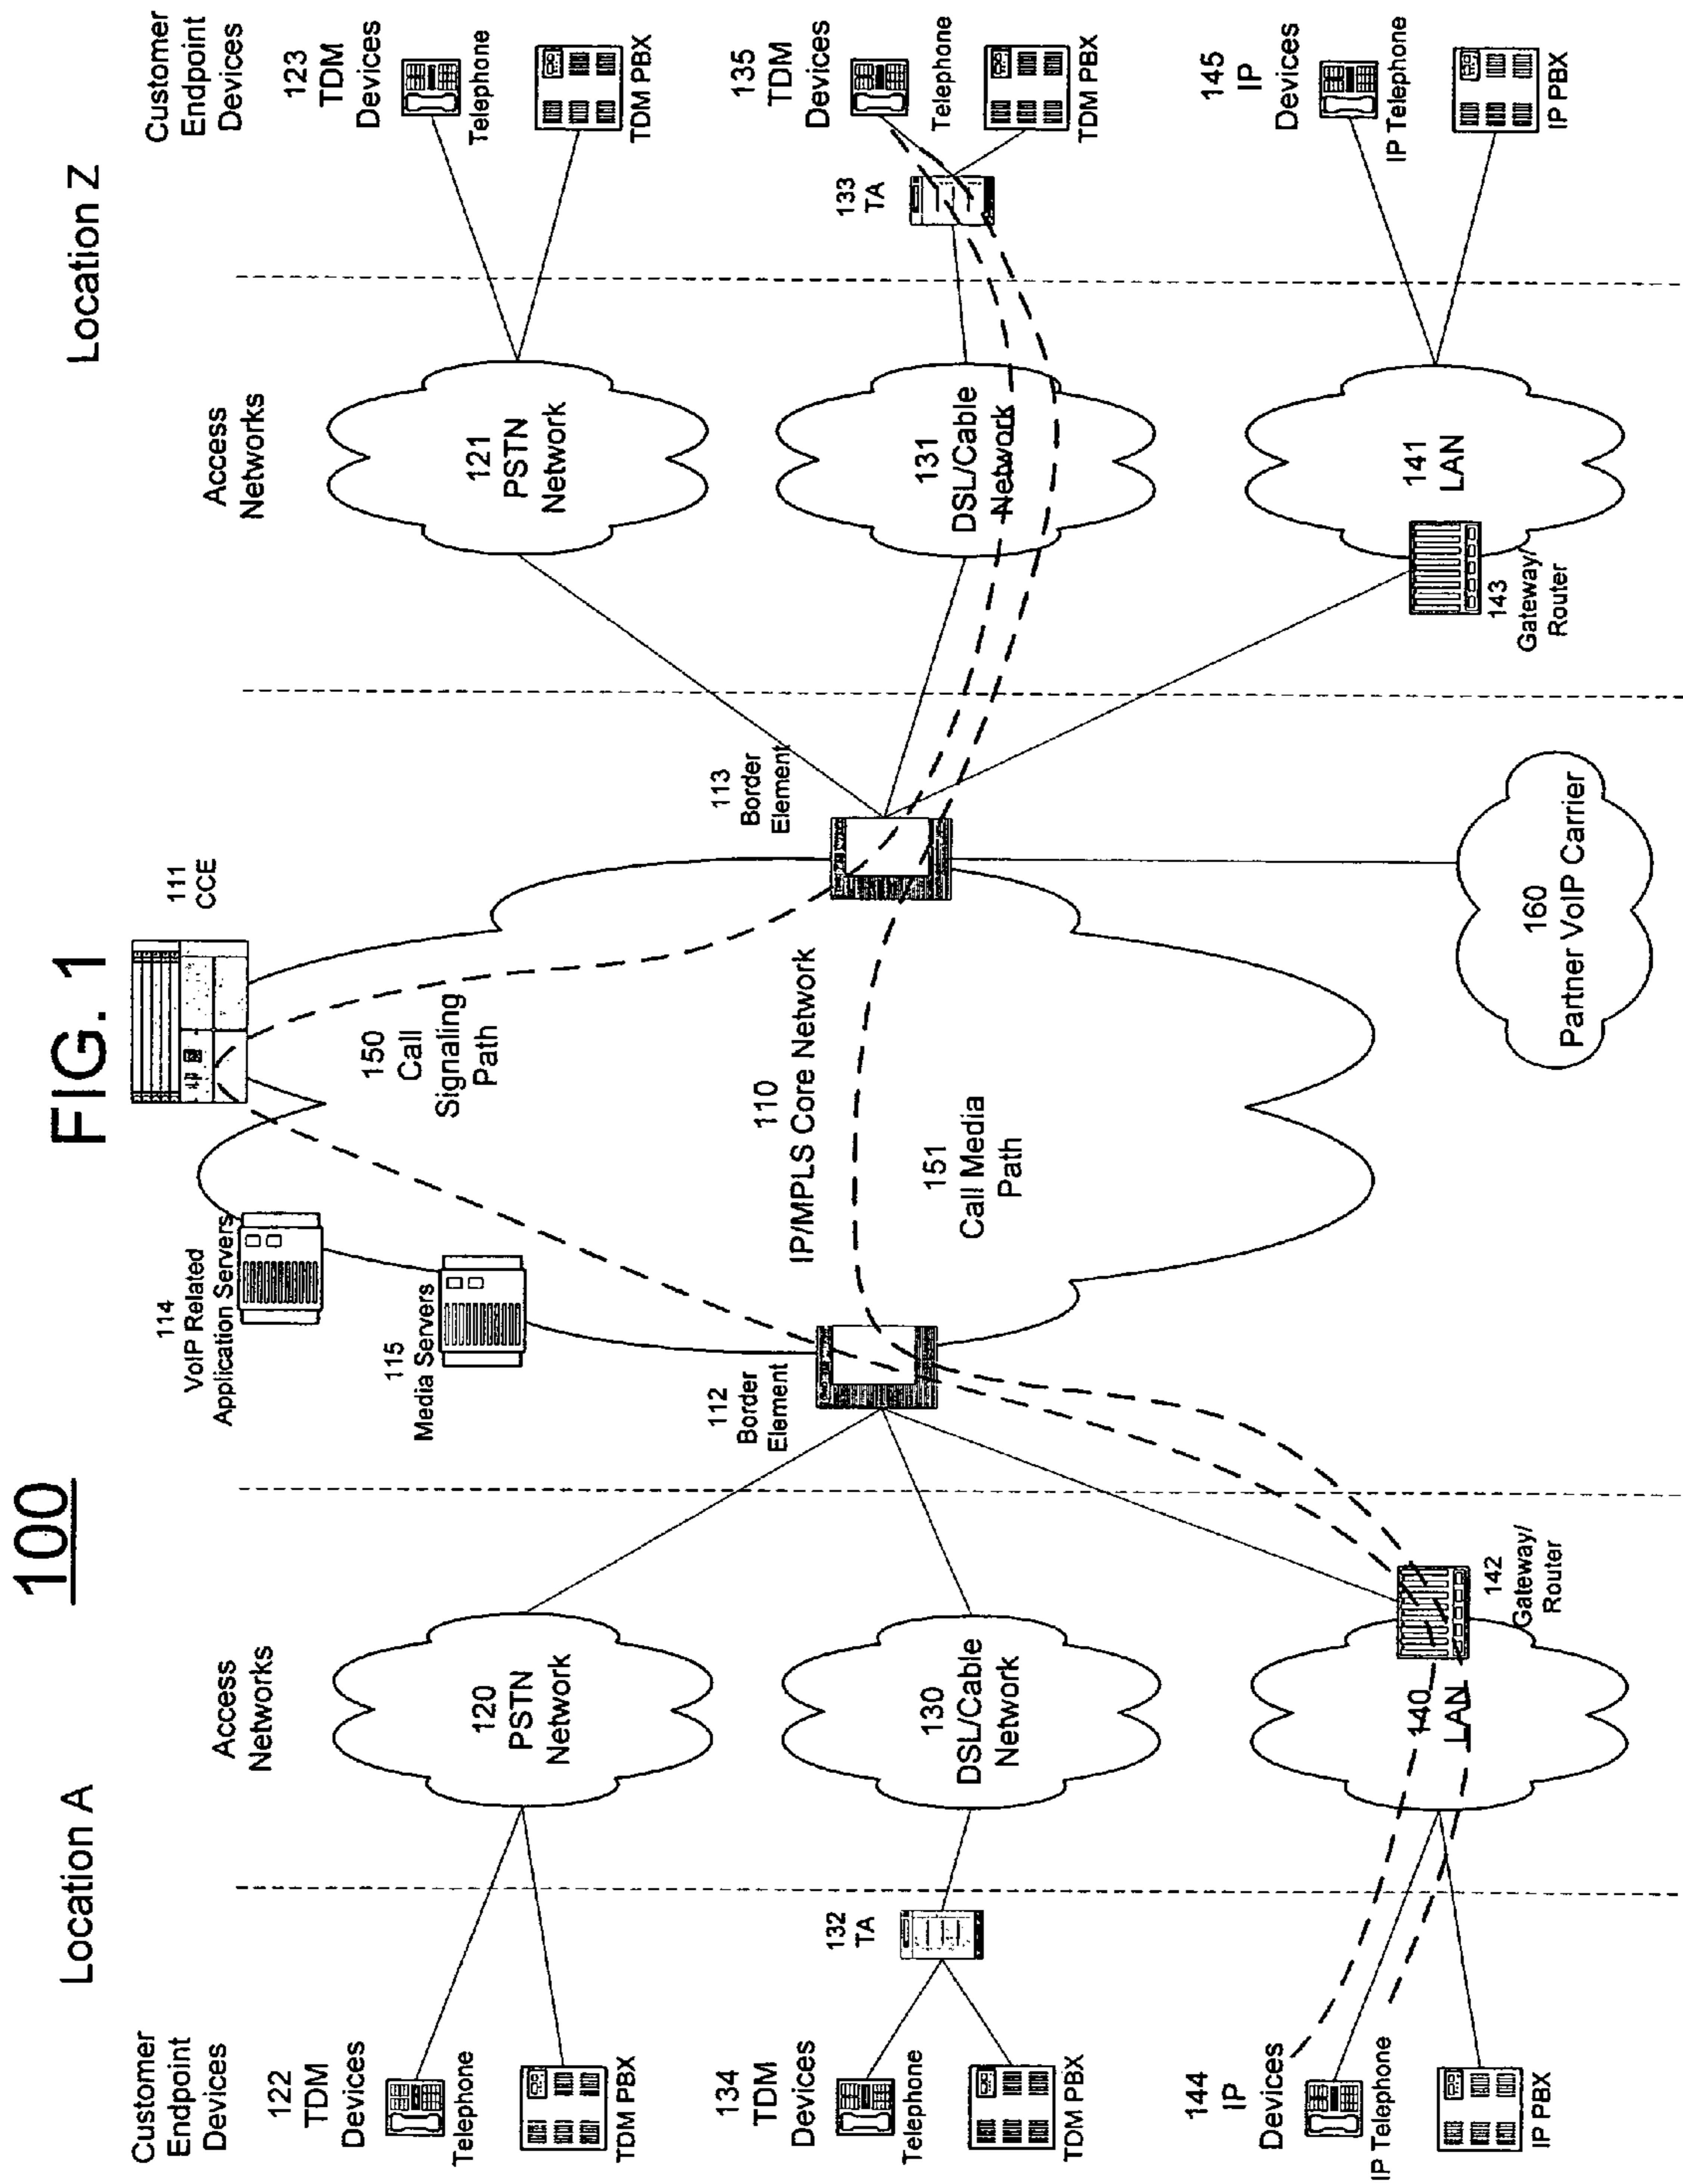 100
FIG. 1
Location A
Location Z
Customer
Endpoint
Devices
Access
Networks
Access
Networks
Customer
Endpoint
Devices
114
VoIP Related
Application Servers
111
CCE
122
TDM
Devices
Telephone
TDM PBX
120
PSTN
Network
115
Media Servers
150
Call
Signaling
Path
121
PSTN
Network
123
TDM
Devices
Telephone
TDM PBX
112
Border
Element
113
Border
Element
134
TDM
Devices
Telephone
TDM PBX
132
TA
130
DSL/Cable
Network
110
IP/MPLS Core Network
151
Call Media
Path
131
DSL/Cable
Network
133
TA
135
TDM
Devices
Telephone
TDM PBX
144
IP
Devices
IP Telephone
IP PBX
140
LAN
142
Gateway/
Router
160
Partner VoIP Carrier
143
Gateway/
Router
141
LAN
145
IP
Devices
IP Telephone
IP PBX